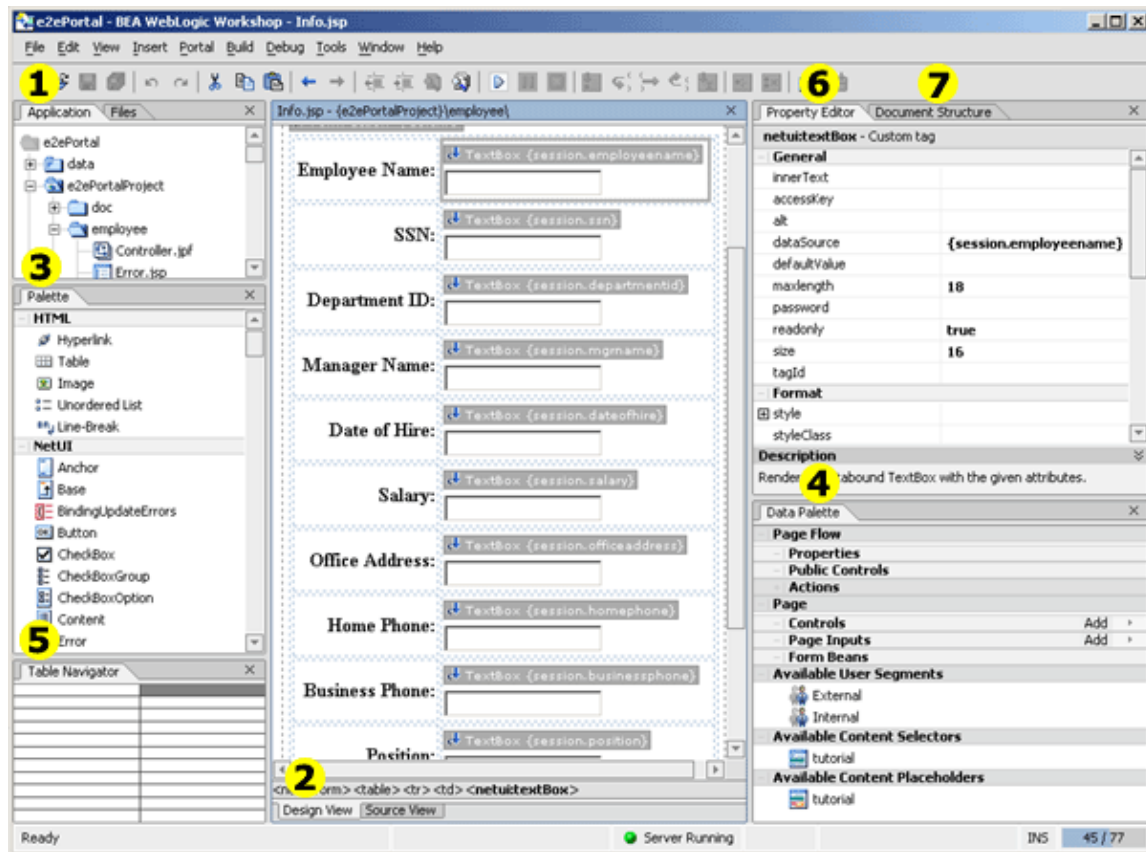 e2ePortal - BEA WebLogic Workshop - Info.jsp
File Edit View Insert Portal Build Debug Tools Window Help
1
6
7
Application Files
e2ePortal
data
e2ePortalProject
doc
employee
Controller.jpf
Error.jsp
3
Palette
HTML
Hyperlink
Table
Image
Unordered List
Line-Break
NetUI
Anchor
Base
BindingUpdateErrors
Button
CheckBox
CheckBoxGroup
CheckBoxOption
Content
Error
5
Table Navigator
Info.jsp - {e2ePortalProject}\employee\
Employee Name: TextBox {session.employeename}
SSN: TextBox {session.ssn}
Department ID: TextBox {session.departmentid}
Manager Name: TextBox {session.mgrname}
Date of Hire: TextBox {session.dateofhire}
Salary: TextBox {session.salary}
Office Address: TextBox {session.officeaddress}
Home Phone: TextBox {session.homephone}
Business Phone: TextBox {session.businessphone}
Position: TextBox {session.position}
2
<table> <tr> <td> <netui:textBox>
Design View Source View
Property Editor Document Structure
netui:textBox - Custom tag
General
innerText
accessKey
alt
dataSource {session.employeename}
defaultValue
maxlength 18
password
readonly true
size 16
tagId
Format
style
styleClass
Description
TextBox with the given attributes.
4
Data Palette
Page Flow
Properties
Public Controls
Actions
Page
Controls Add
Page Inputs Add
Form Beans
Available User Segments
External
Internal
Available Content Selectors
tutorial
Available Content Placeholders
tutorial
Ready
Server Running
INS
45 / 77